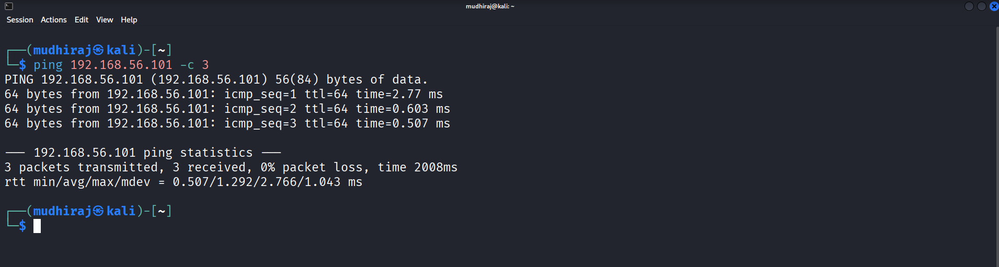 mudhiraj@kali: ~
Session Actions Edit View Help
┌──(mudhiraj㉿kali)-[~]
└─$ ping 192.168.56.101 -c 3
PING 192.168.56.101 (192.168.56.101) 56(84) bytes of data.
64 bytes from 192.168.56.101: icmp_seq=1 ttl=64 time=2.77 ms
64 bytes from 192.168.56.101: icmp_seq=2 ttl=64 time=0.603 ms
64 bytes from 192.168.56.101: icmp_seq=3 ttl=64 time=0.507 ms
--- 192.168.56.101 ping statistics ---
3 packets transmitted, 3 received, 0% packet loss, time 2008ms
rtt min/avg/max/mdev = 0.507/1.292/2.766/1.043 ms
┌──(mudhiraj㉿kali)-[~]
└─$